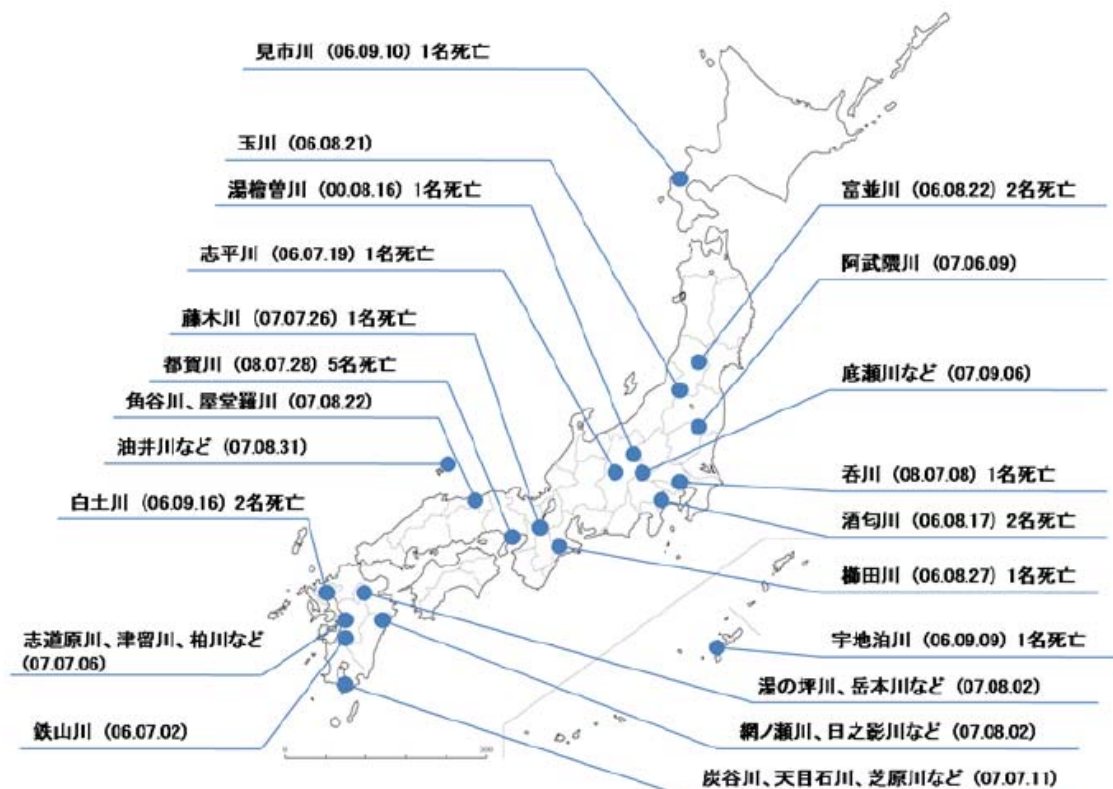 見市川 (06.09.10) 1名死亡
玉川 (06.08.21)
湯檜曽川 (00.08.16) 1名死亡
志平川 (06.07.19) 1名死亡
藤木川 (07.07.26) 1名死亡
都賀川 (08.07.28) 5名死亡
角谷川、屋堂羅川 (07.08.22)
油井川など (07.08.31)
白土川 (06.09.16) 2名死亡
志道原川、津留川、柏川など
(07.07.06)
鉄山川 (06.07.02)
富並川 (06.08.22) 2名死亡
阿武隈川 (07.06.09)
底瀬川など (07.09.06)
呑川 (08.07.08) 1名死亡
酒匂川 (06.08.17) 2名死亡
櫛田川 (06.08.27) 1名死亡
宇地泊川 (06.09.09) 1名死亡
湯の坪川、岳本川など (07.08.02)
網ノ瀬川、日之影川など (07.08.02)
炭谷川、天目石川、芝原川など (07.07.11)
0 200